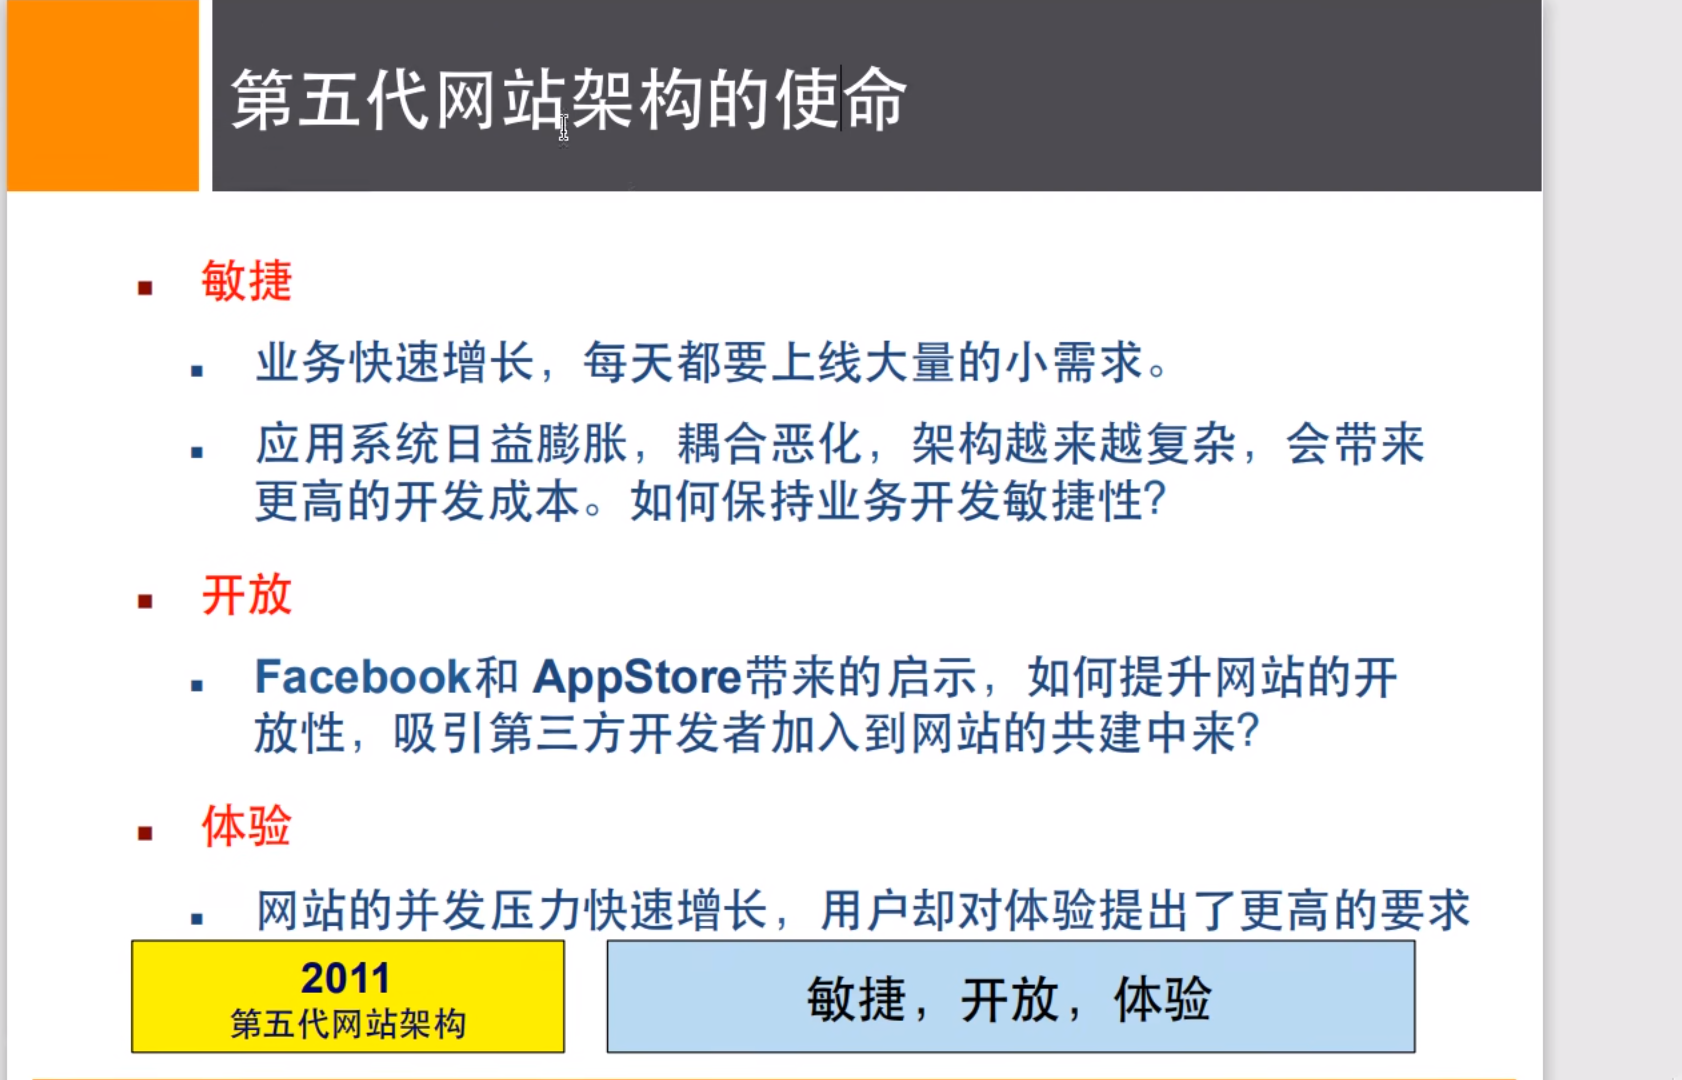 第五代网站架构的使命
敏捷
业务快速增长，每天都要上线大量的小需求。
应用系统日益膨胀，耦合恶化，架构越来越复杂，会带来
更高的开发成本。如何保持业务开发敏捷性？
开放
Facebook和 AppStore带来的启示，如何提升网站的开
放性，吸引第三方开发者加入到网站的共建中来？
体验
网站的并发压力快速增长，用户却对体验提出了更高的要求
2011
第五代网站架构
敏捷，开放，体验